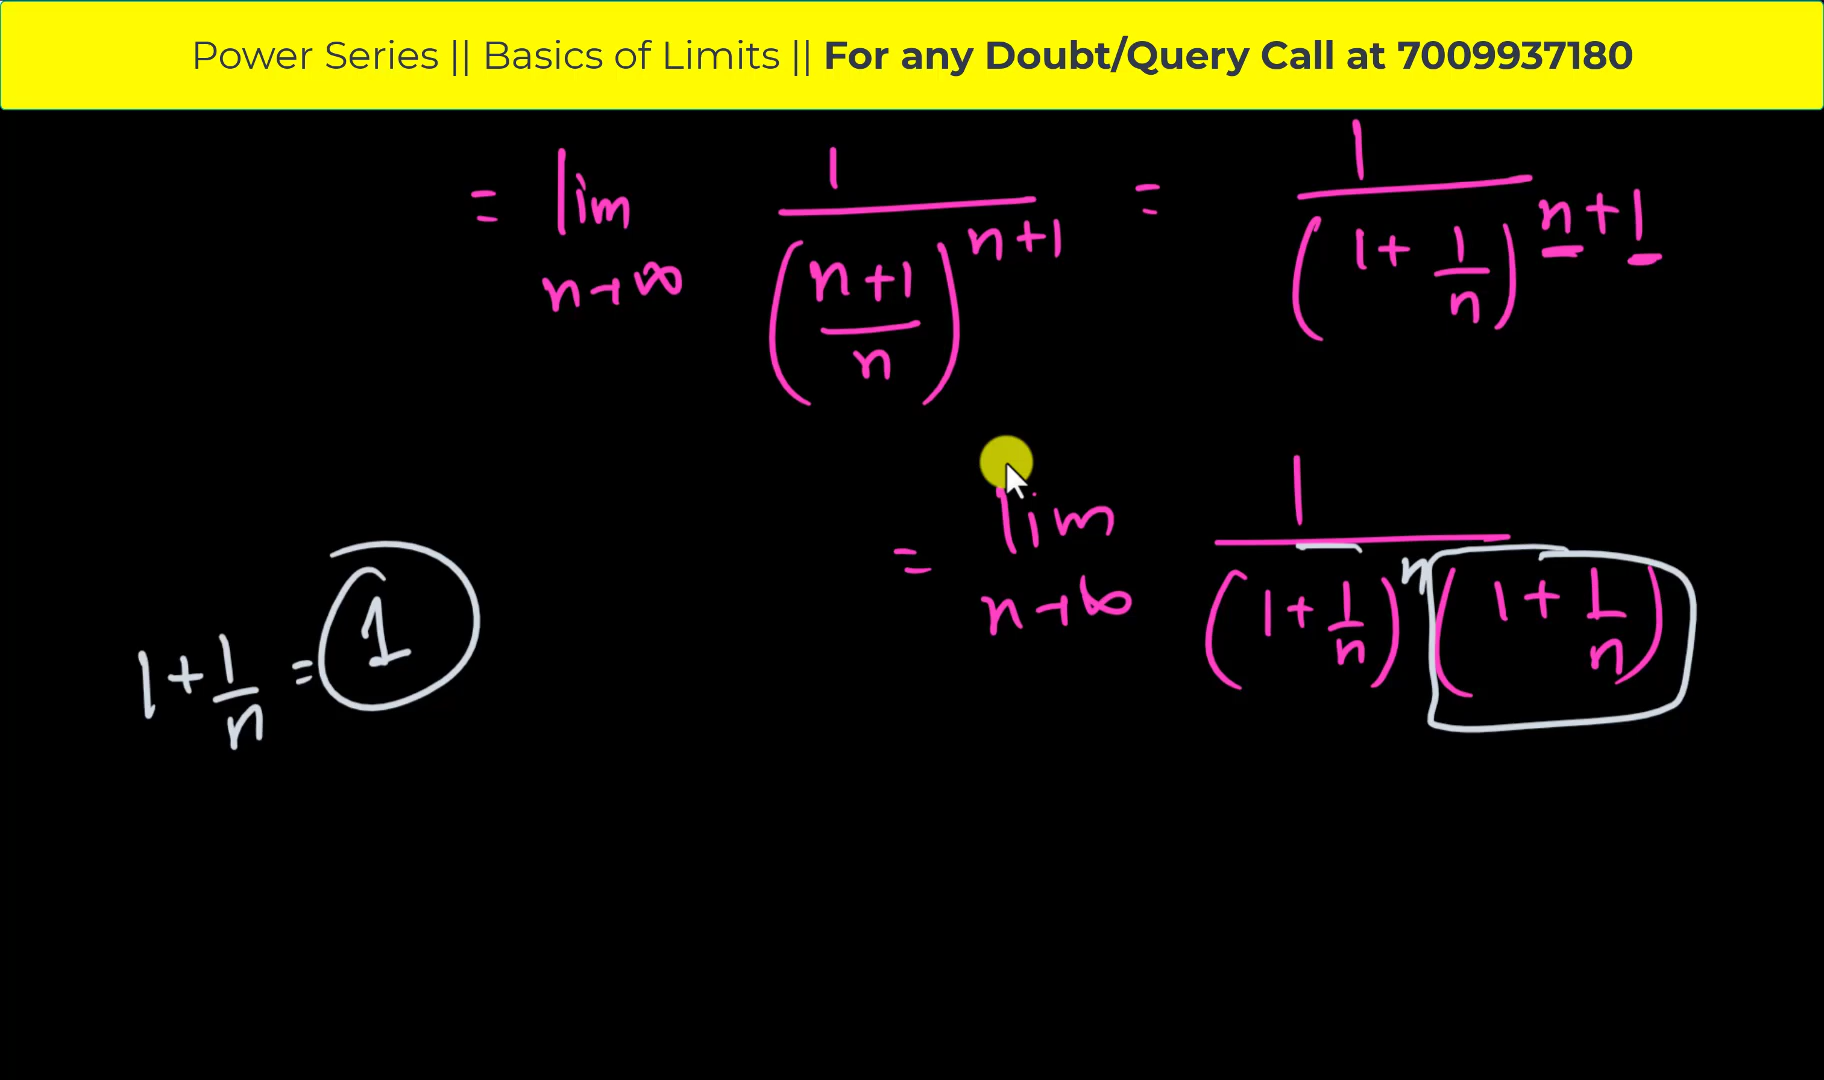 Power Series || Basics of Limits || For any Doubt/Query Call at 7009937180
= lim n→∞ 1/((n+1)/n)^(n+1) = 1/(1+1/n)^(n+1)
= lim n→∞ 1/((1+1/n)^n (1+1/n))
1+1/n = 1